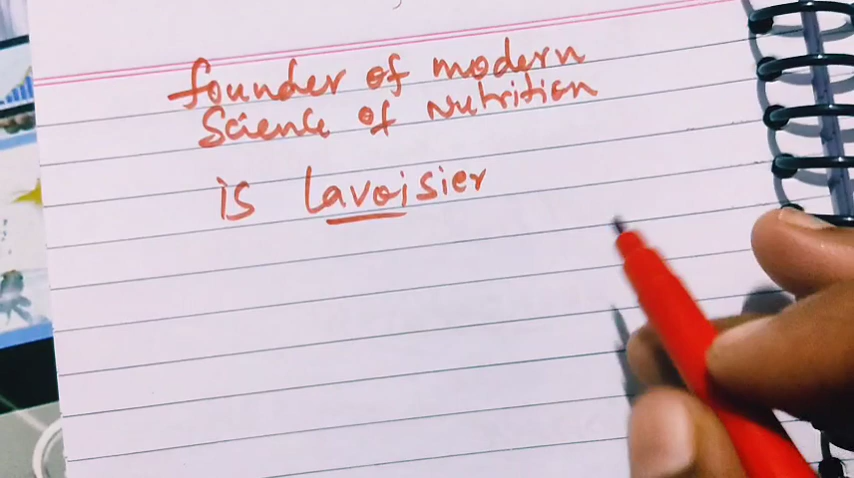 founder of modern
Science of Nutrition
is Lavoisier